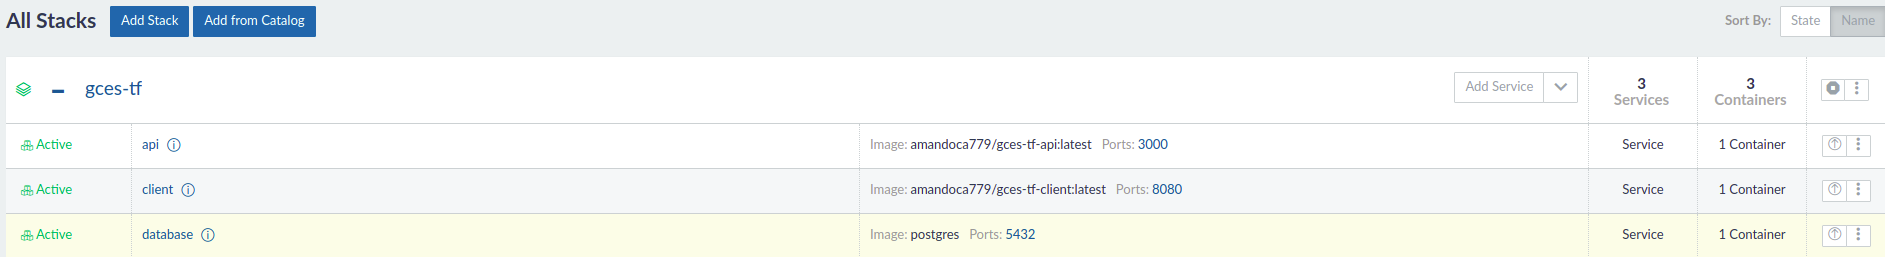 All Stacks Add Stack Add from Catalog Sort By: State Name
gces-tf Add Service 3 Services 3 Containers
Active api Image: amandoca779/gces-tf-api:latest Ports: 3000 Service 1 Container
Active client Image: amandoca779/gces-tf-client:latest Ports: 8080 Service 1 Container
Active database Image: postgres Ports: 5432 Service 1 Container